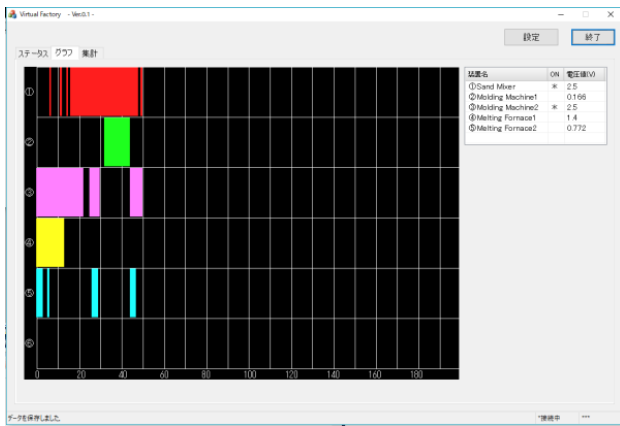 Virtual Factory - Ver.0.1 -
設定
終了
ステータス グラフ 集計
装置名 ON 電圧値(V)
①Sand Mixer * 2.5
②Molding Machine1 0.166
③Molding Machine2 * 2.5
④Melting Fornace1 1.4
⑤Melting Fornace2 0.772
①
②
③
④
⑤
⑥
0 20 40 60 80 100 120 140 160 180
データを保存しました *接続中 ***